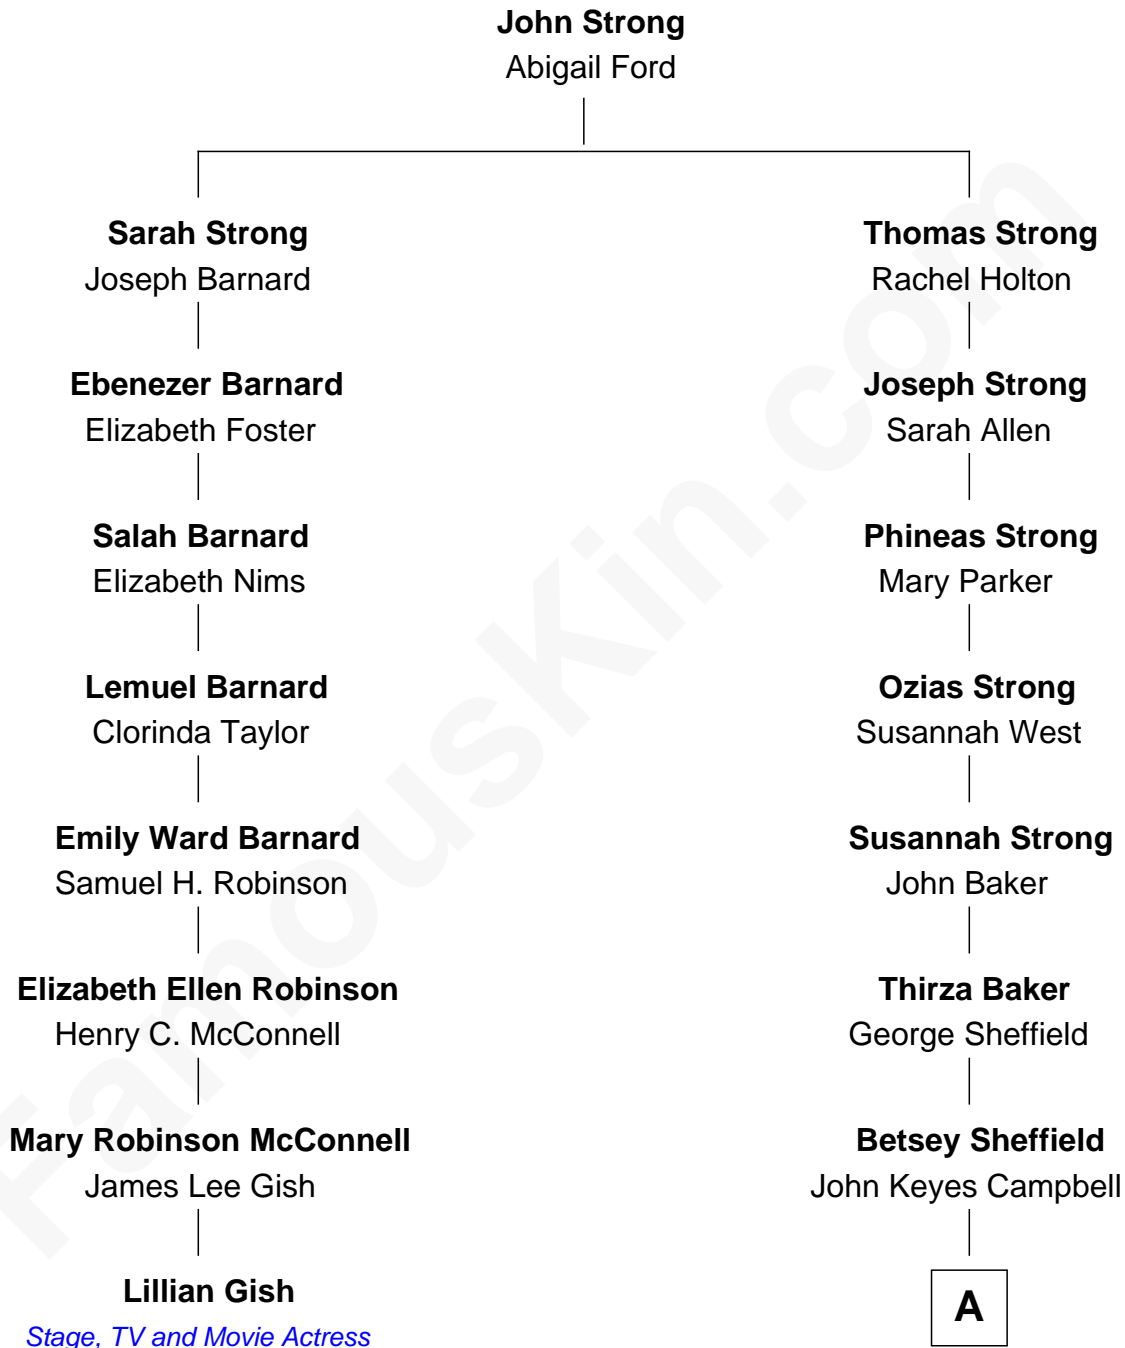 John Strong
Abigail Ford
Sarah Strong
Joseph Barnard
Thomas Strong
Rachel Holton
Ebenezer Barnard
Elizabeth Foster
Joseph Strong
Sarah Allen
Salah Barnard
Elizabeth Nims
Phineas Strong
Mary Parker
Lemuel Barnard
Clorinda Taylor
Ozias Strong
Susannah West
Emily Ward Barnard
Samuel H. Robinson
Susannah Strong
John Baker
Elizabeth Ellen Robinson
Henry C. McConnell
Thirza Baker
George Sheffield
Mary Robinson McConnell
James Lee Gish
Betsey Sheffield
John Keyes Campbell
Lillian Gish
Stage, TV and Movie Actress
A
FamousKin.com